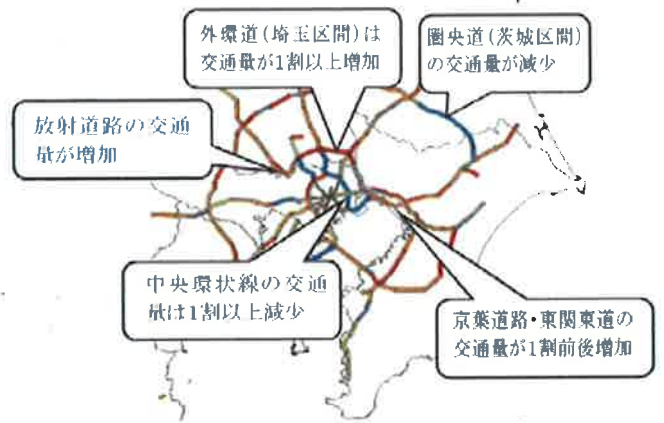 外環道(埼玉区間)は
交通量が1割以上増加
圏央道(茨城区間)
の交通量が減少
放射道路の交通
量が増加
中央環状線の交通
量は1割以上減少
京葉道路・東関東道の
交通量が1割前後増加